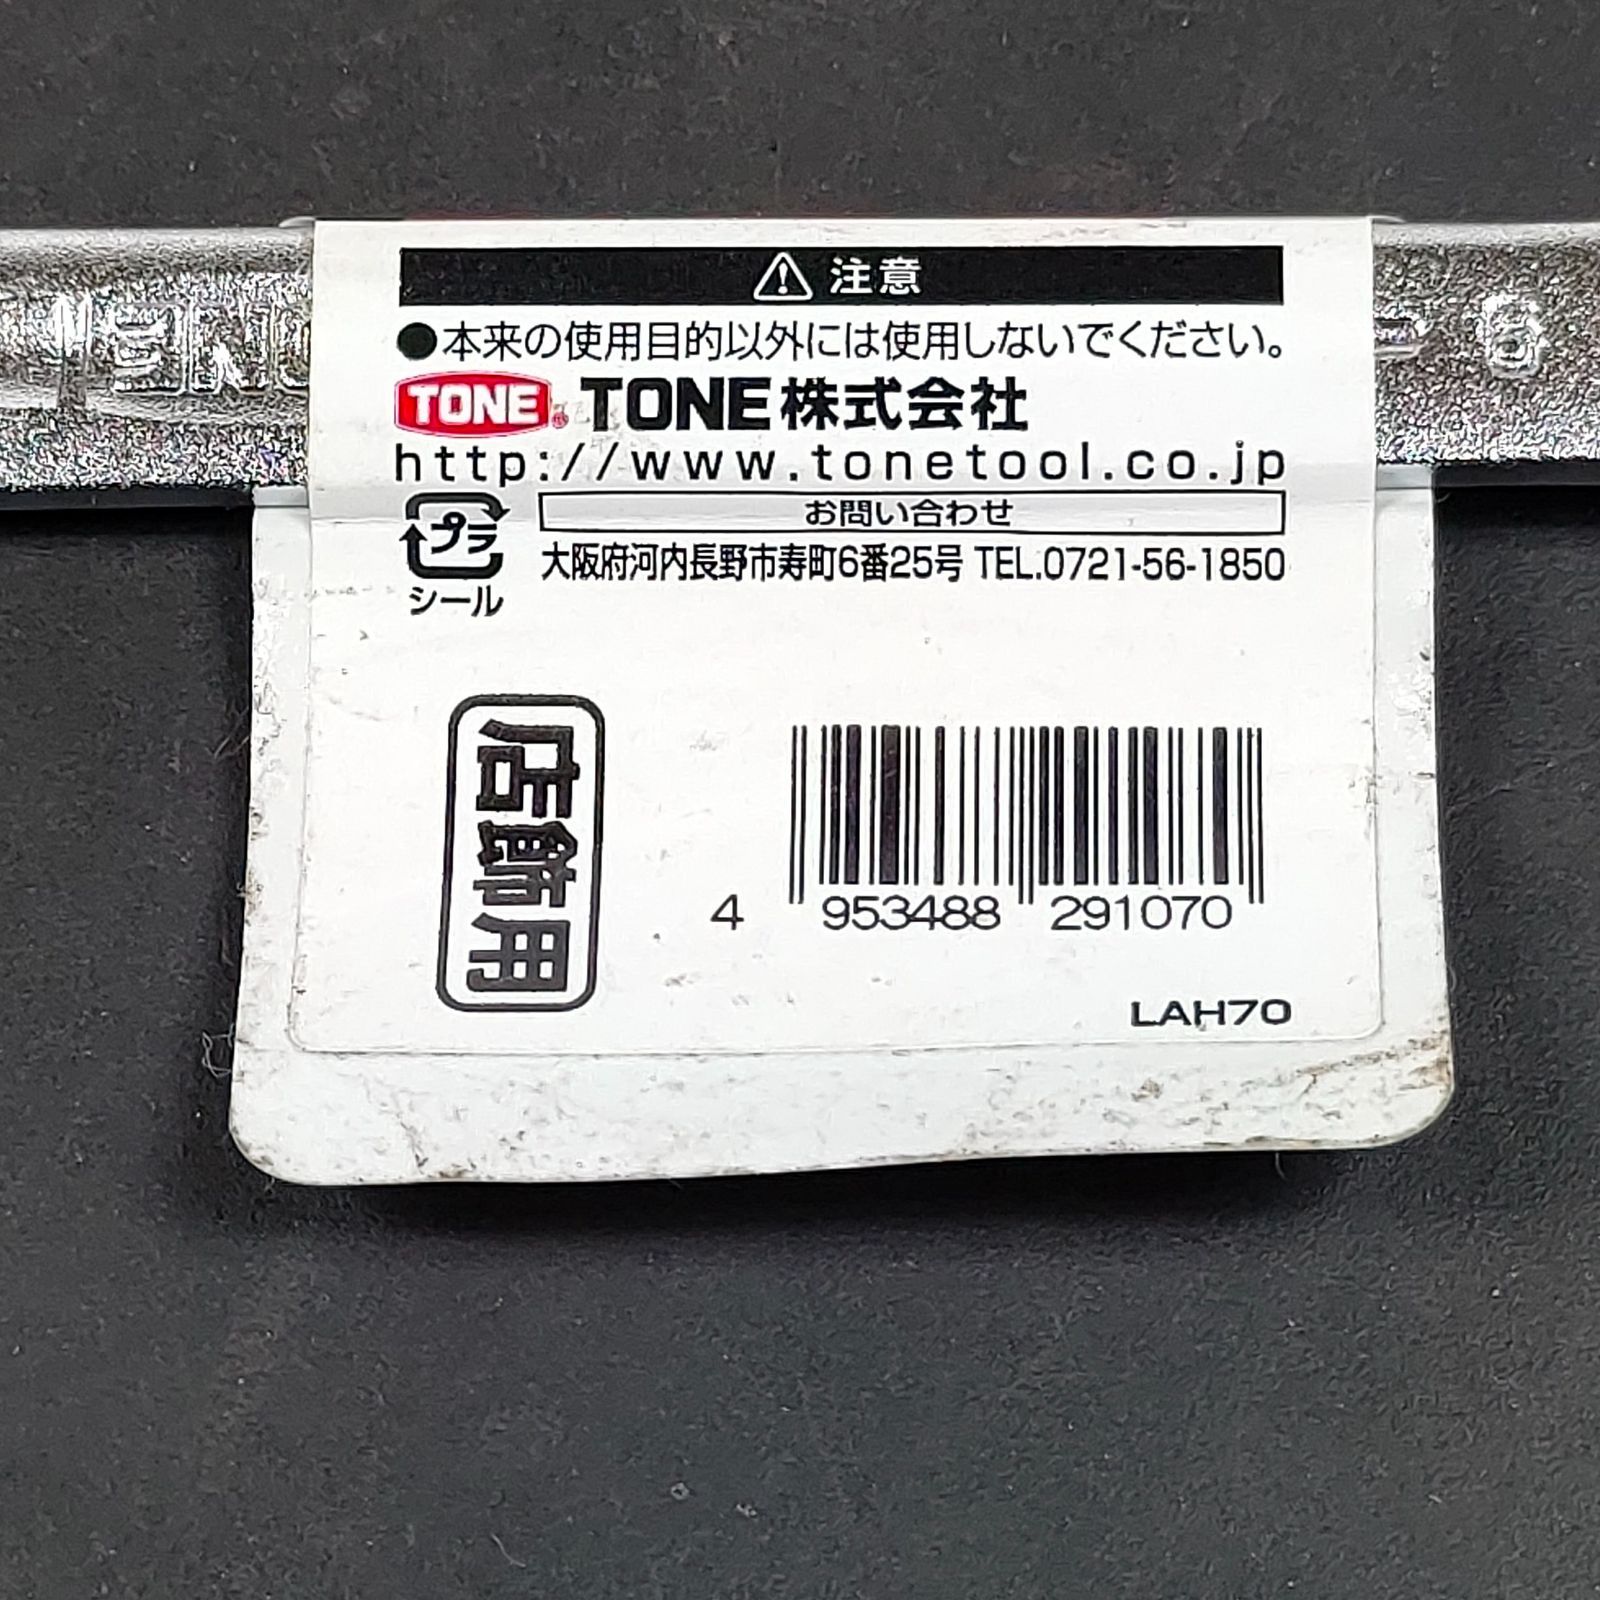 注意
●本来の使用目的以外には使用しないでください。
TONE® TONE株式会社
http://www.tonetool.co.jp
プラ
シール
お問い合わせ
大阪府河内長野市寿町6番25号 TEL.0721-56-1850
店飾用
4 953488 291070
LAH70